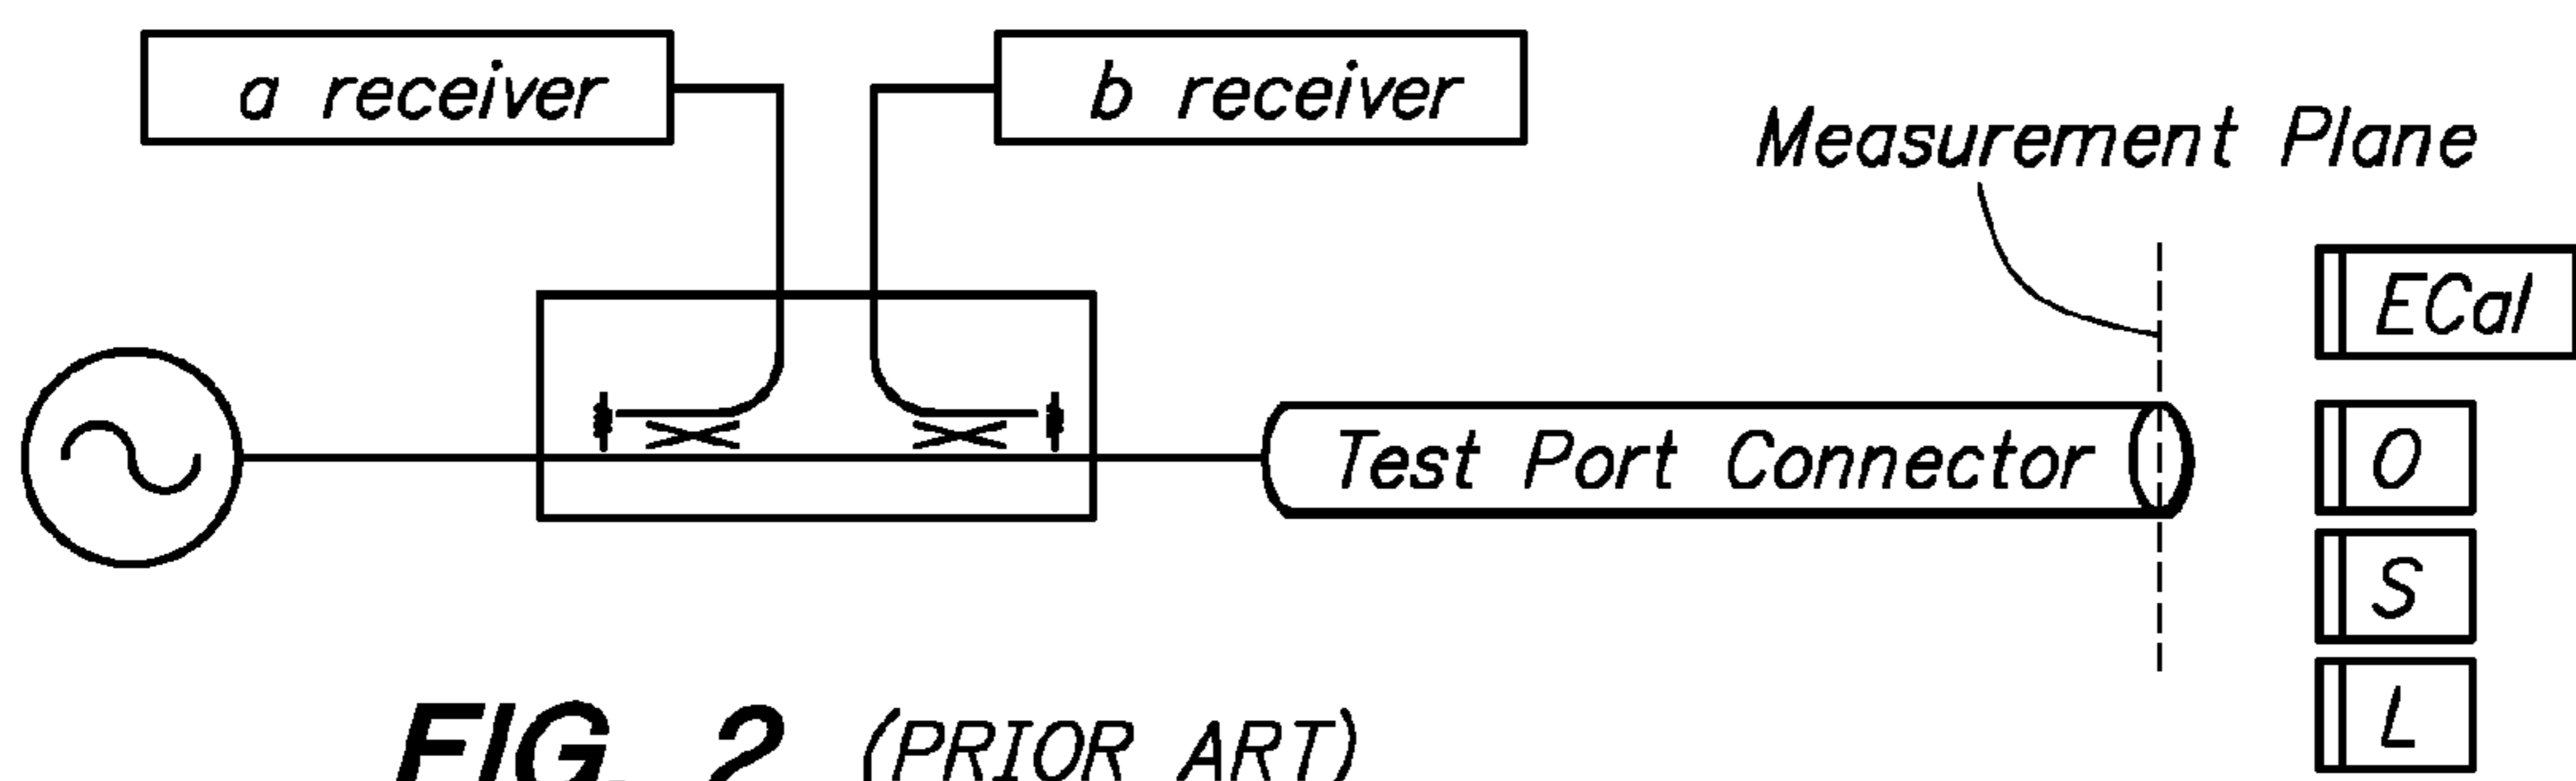 a receiver
b receiver
Measurement Plane
ECal
Test Port Connector
O
S
L
FIG. 2 (PRIOR ART)